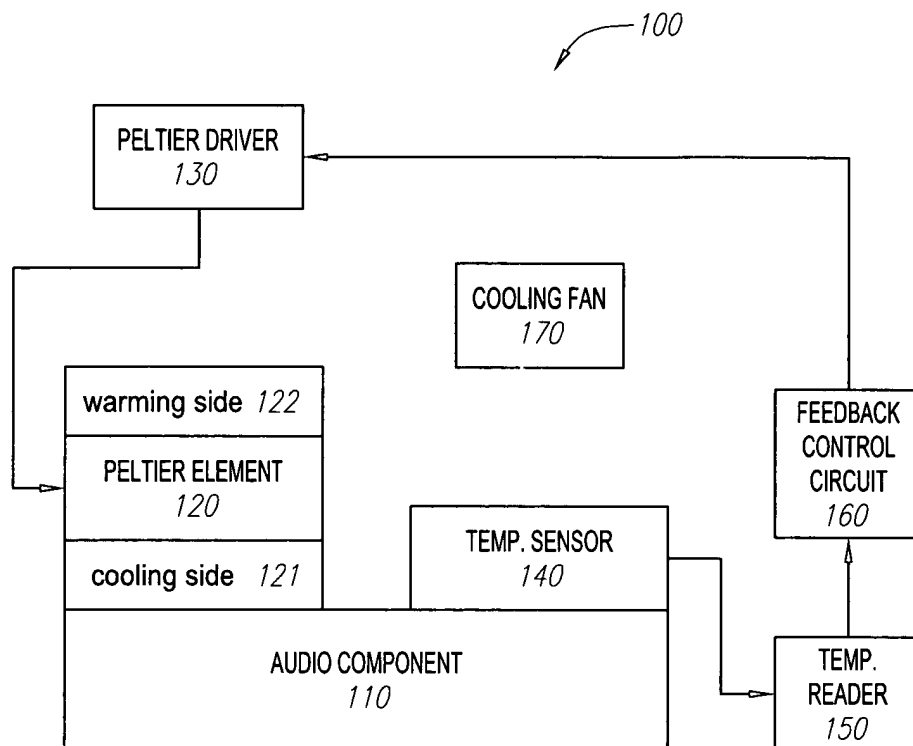 100
PELTIER DRIVER
130
COOLING FAN
170
warming side 122
PELTIER ELEMENT
120
cooling side 121
FEEDBACK
CONTROL
CIRCUIT
160
TEMP. SENSOR
140
AUDIO COMPONENT
110
TEMP.
READER
150